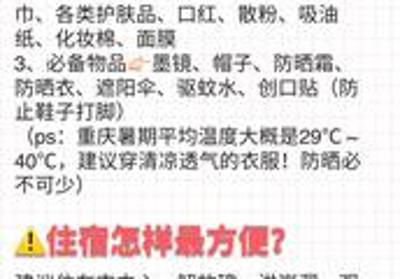 巾、各类护肤品、口红、散粉、吸油
纸、化妆棉、面膜
3、必备物品👉🏻墨镜、帽子、防晒霜、
防晒衣、遮阳伞、驱蚊水、创口贴（防
止鞋子打脚）
（ps：重庆暑期平均温度大概是29℃~
40℃，建议穿清凉透气的衣服！防晒必
不可少）
⚠️住宿怎样最方便？